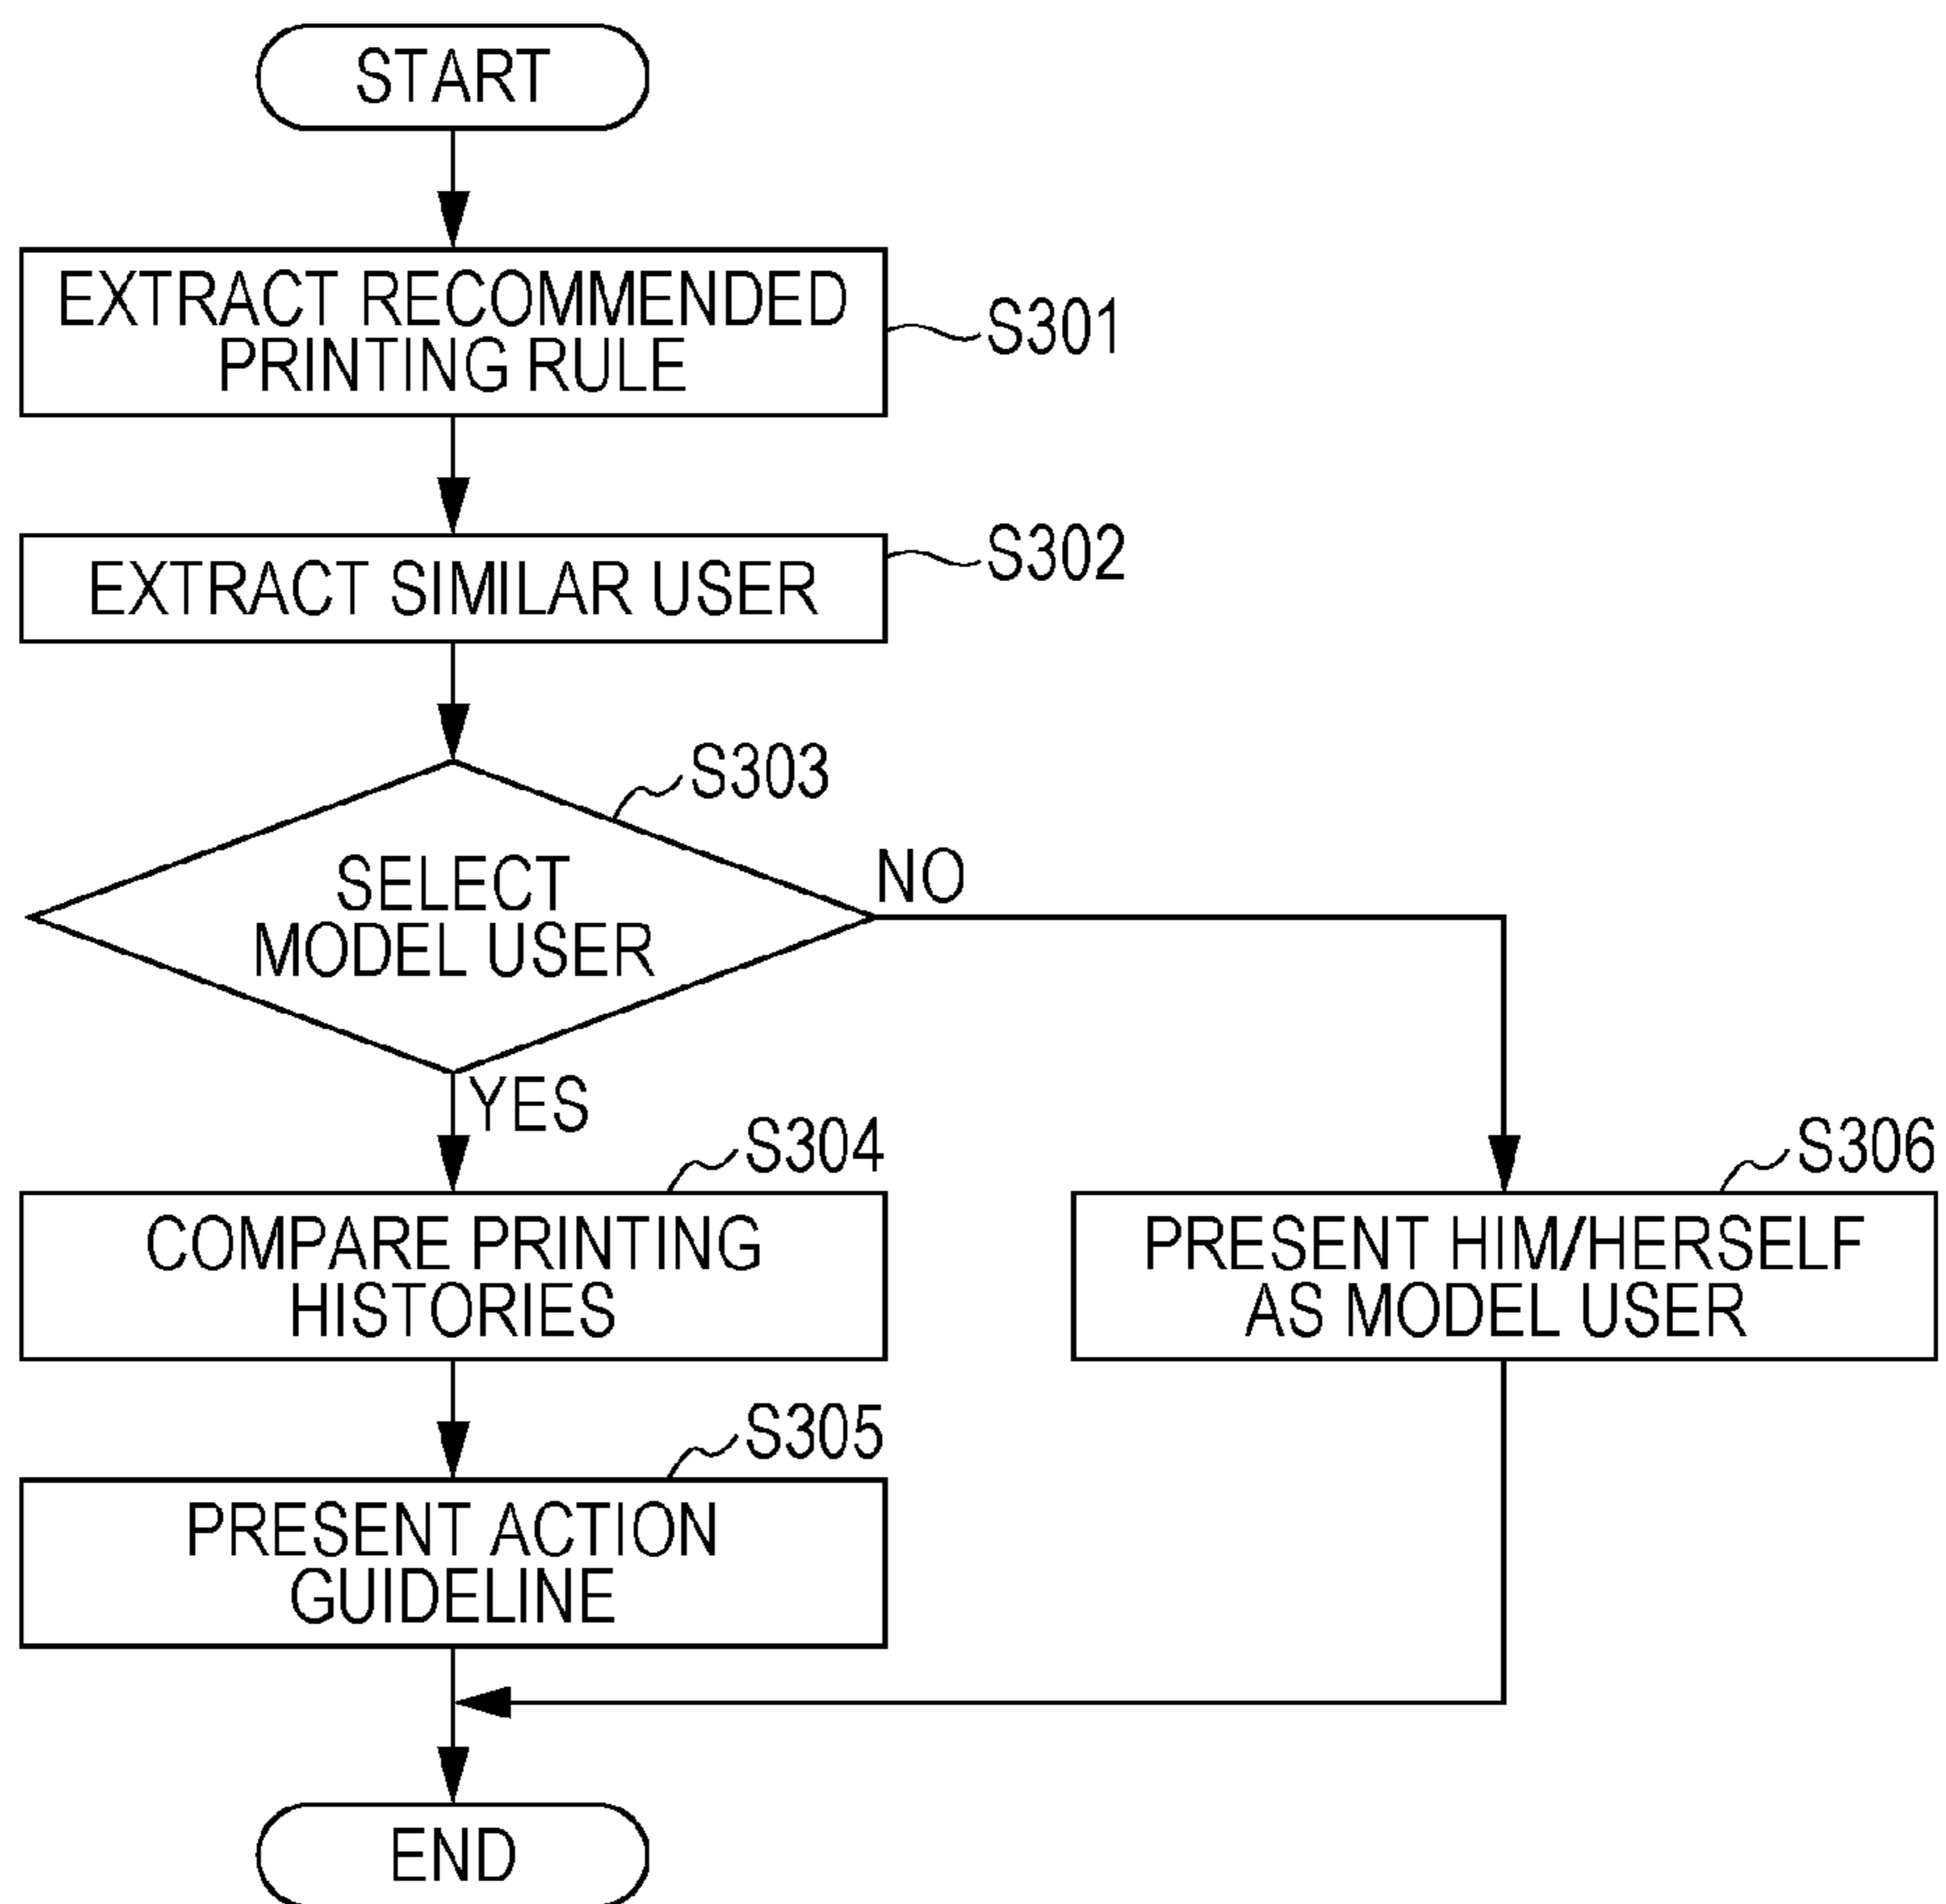 START
EXTRACT RECOMMENDED
PRINTING RULE
S301
EXTRACT SIMILAR USER
S302
S303
SELECT
MODEL USER
NO
YES
S304
COMPARE PRINTING
HISTORIES
S306
PRESENT HIM/HERSELF
AS MODEL USER
S305
PRESENT ACTION
GUIDELINE
END